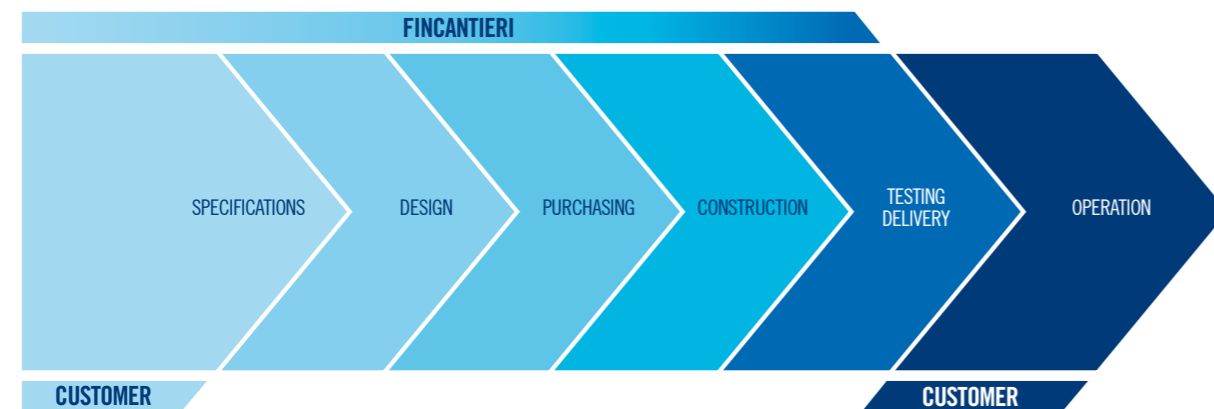 FINCANTIERI
SPECIFICATIONS
DESIGN
PURCHASING
CONSTRUCTION
TESTING
DELIVERY
OPERATION
CUSTOMER
CUSTOMER